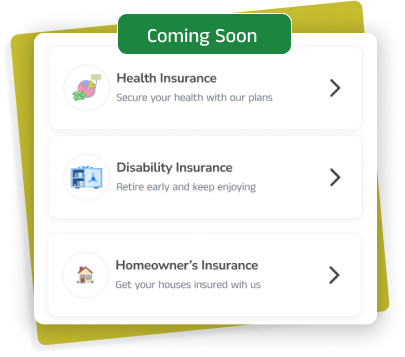 Coming Soon
Health Insurance
Secure your health with our plans
Disability Insurance
Retire early and keep enjoying
Homeowner's Insurance
Get your houses insured wih us